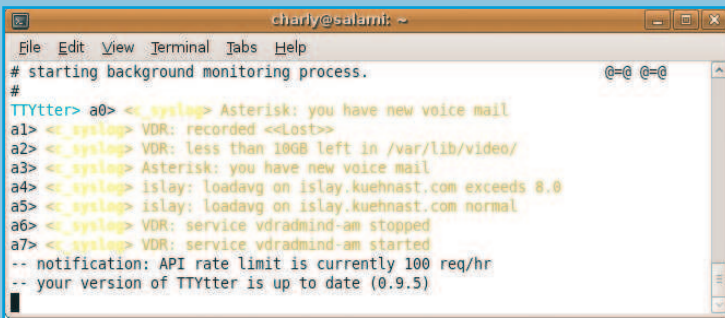 charly@salami: ~
File Edit View Terminal Tabs Help
# starting background monitoring process. @=@ @=@
#
TTYtter> a0> <c_syslog> Asterisk: you have new voice mail
a1> <c_syslog> VDR: recorded <<Lost>>
a2> <c_syslog> VDR: less than 10GB left in /var/lib/video/
a3> <c_syslog> Asterisk: you have new voice mail
a4> <c_syslog> islay: loadavg on islay.kuehnast.com exceeds 8.0
a5> <c_syslog> islay: loadavg on islay.kuehnast.com normal
a6> <c_syslog> VDR: service vdradmind-am stopped
a7> <c_syslog> VDR: service vdradmind-am started
-- notification: API rate limit is currently 100 req/hr
-- your version of TTYtter is up to date (0.9.5)